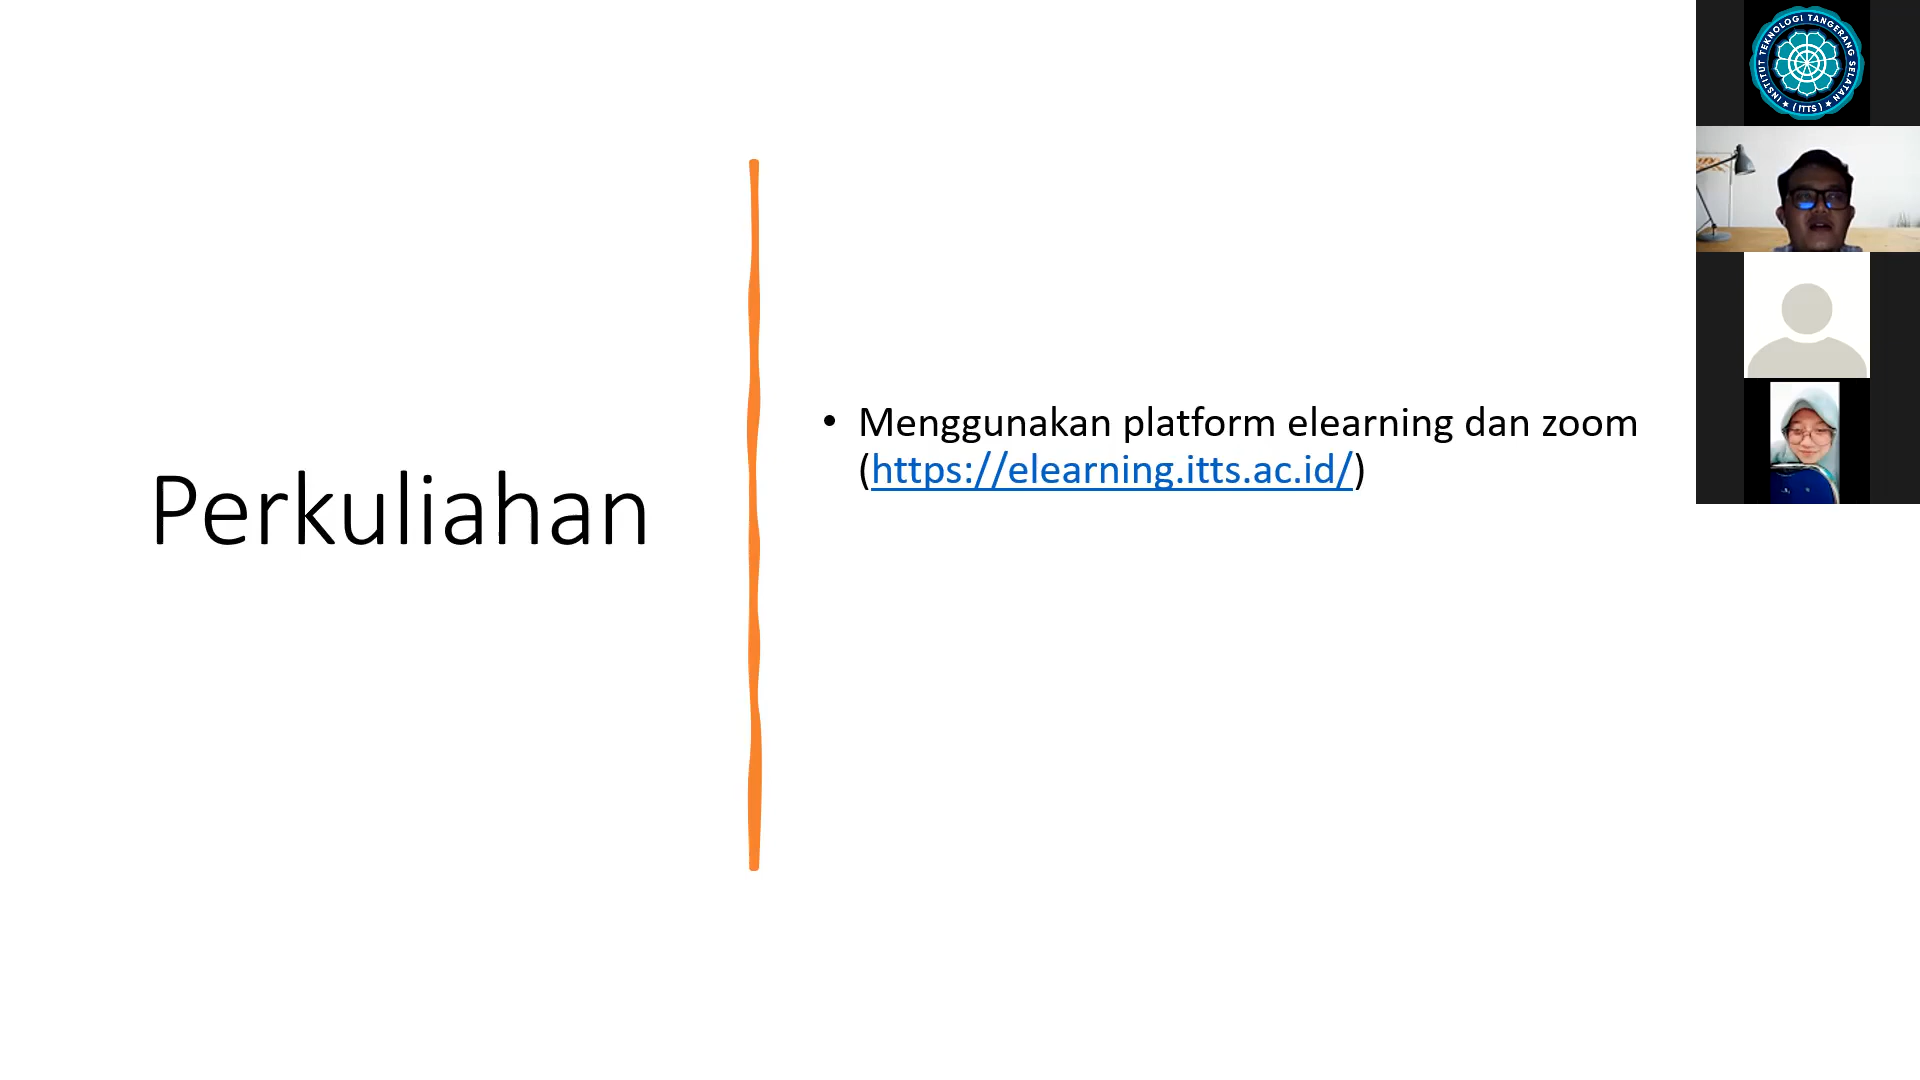 INSTITUT TEKNOLOGI TANGERANG SELATAN
(ITTS)
Menggunakan platform elearning dan zoom
(https://elearning.itts.ac.id/)
Perkuliahan